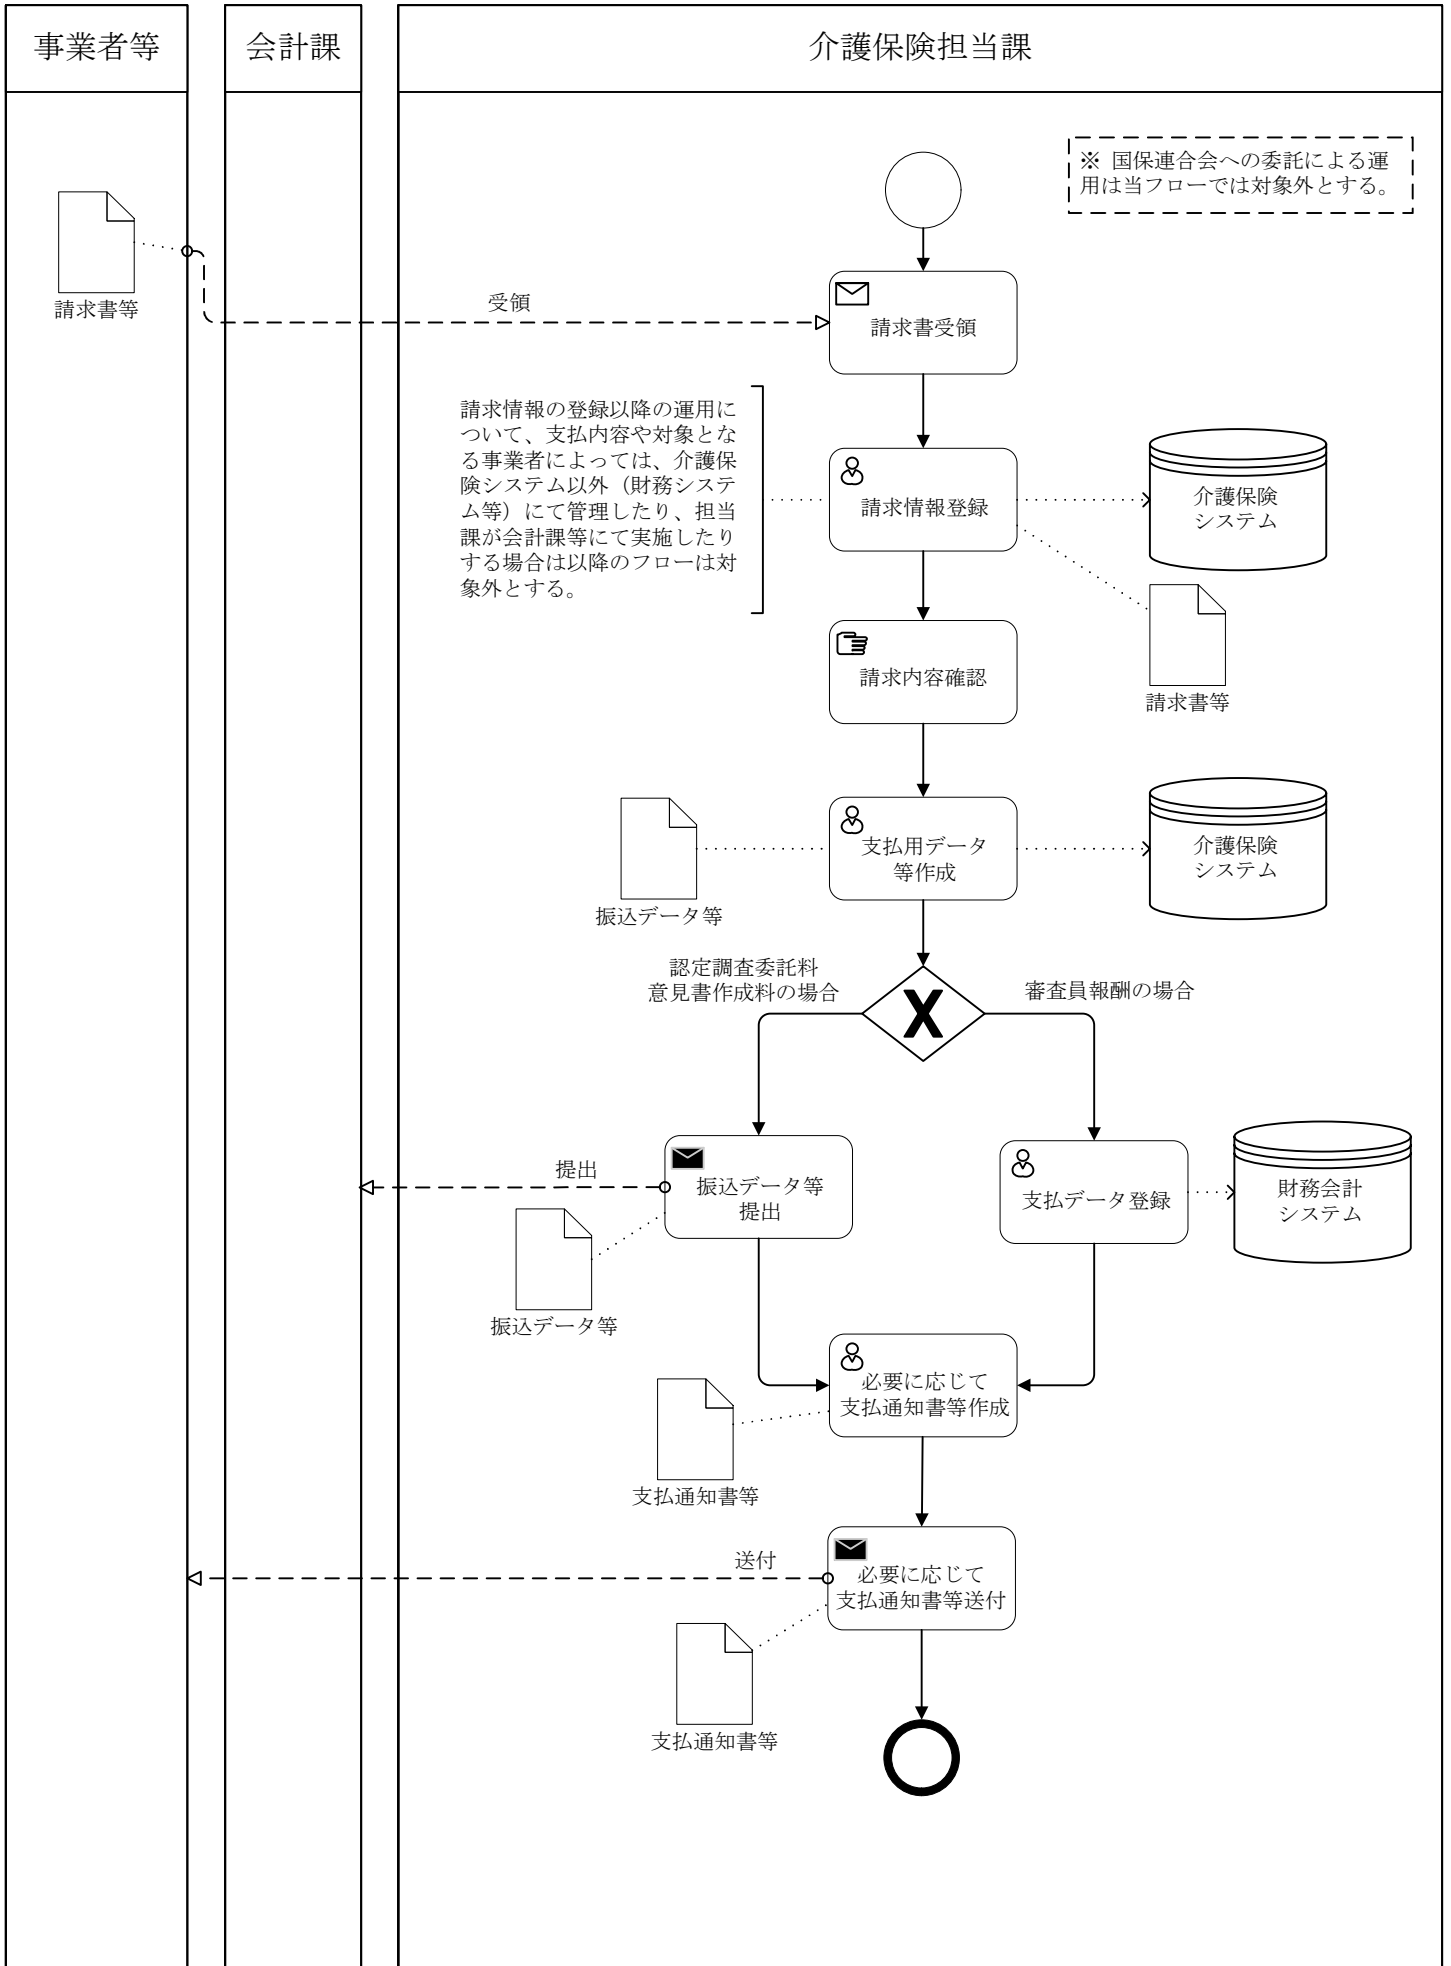 事業者等
会計課
介護保険担当課
※ 国保連合会への委託による運
用は当フローでは対象外とする。
請求書等
受領
請求書受領
請求情報の登録以降の運用に
ついて、支払内容や対象とな
る事業者によっては、介護保
険システム以外（財務システ
ム等）にて管理したり、担当
課が会計課等にて実施したり
する場合は以降のフローは対
象外とする。
請求情報登録
介護保険
システム
請求書等
請求内容確認
支払用データ
等作成
介護保険
システム
振込データ等
認定調査委託料
意見書作成料の場合
審査員報酬の場合
提出
振込データ等
提出
支払データ登録
財務会計
システム
振込データ等
必要に応じて
支払通知書等作成
支払通知書等
送付
必要に応じて
支払通知書等送付
支払通知書等